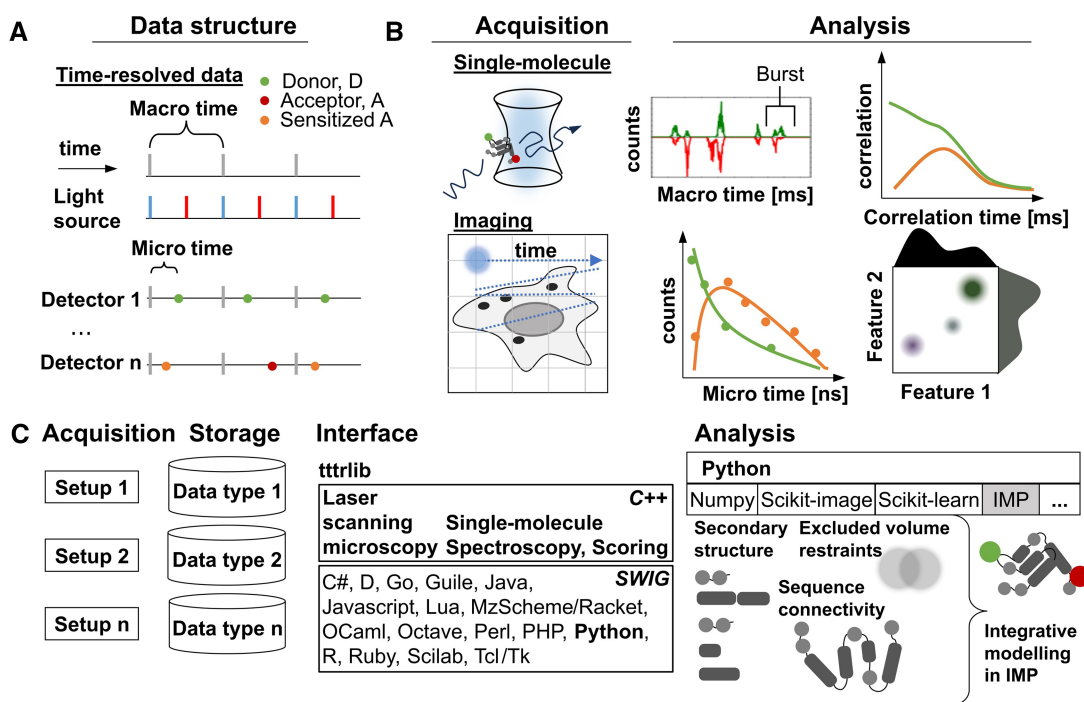 A
Data structure
Time-resolved data
Donor, D
Acceptor, A
Sensitized A
Macro time
time
Light
source
Micro time
Detector 1
...
Detector n
B
Acquisition
Single-molecule
Imaging
time
Analysis
Burst
counts
Macro time [ms]
correlation
Correlation time [ms]
counts
Micro time [ns]
Feature 2
Feature 1
C
Acquisition
Setup 1
Setup 2
Setup n
Storage
Data type 1
Data type 2
Data type n
Interface
tttrlib
C++
Laser
scanning
microscopy
Single-molecule
Spectroscopy, Scoring
SWIG
C#, D, Go, Guile, Java,
Javascript, Lua, MzScheme/Racket,
OCaml, Octave, Perl, PHP, Python,
R, Ruby, Scilab, Tcl/Tk
Analysis
Python
Numpy Scikit-image Scikit-learn IMP ...
Secondary
structure
Excluded volume
restraints
Sequence
connectivity
Integrative
modelling
in IMP